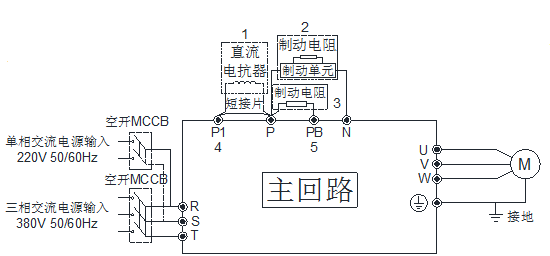 1
直流
电抗器
短接片
2
制动电阻
制动单元
制动电阻
3
P1
P
PB
N
4
5
空开MCCB
单相交流电源输入
220V 50/60Hz
空开MCCB
三相交流电源输入
380V 50/60Hz
R
S
T
主回路
U
V
W
M
接地